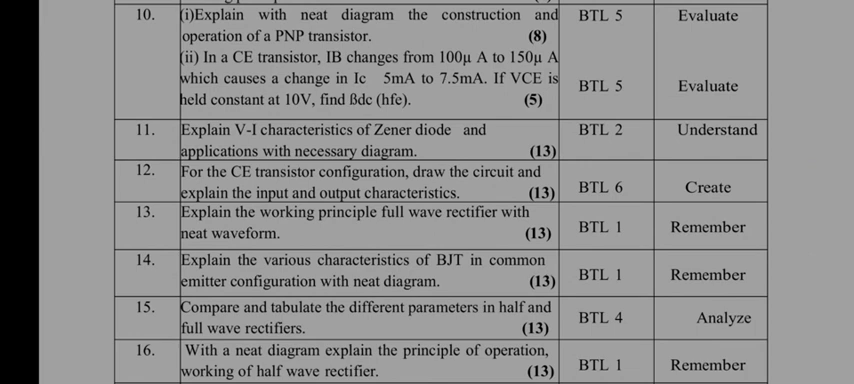 10. (i)Explain with neat diagram the construction and BTL 5 Evaluate
operation of a PNP transistor. (8)
(ii) In a CE transistor, IB changes from 100μ A to 150μ A
which causes a change in Ic 5mA to 7.5mA. If VCE is BTL 5 Evaluate
held constant at 10V, find ßdc (hfe). (5)
11. Explain V-I characteristics of Zener diode and BTL 2 Understand
applications with necessary diagram. (13)
12. For the CE transistor configuration, draw the circuit and
explain the input and output characteristics. (13) BTL 6 Create
13. Explain the working principle full wave rectifier with BTL 1 Remember
neat waveform. (13)
14. Explain the various characteristics of BJT in common BTL 1 Remember
emitter configuration with neat diagram. (13)
15. Compare and tabulate the different parameters in half and BTL 4 Analyze
full wave rectifiers. (13)
16. With a neat diagram explain the principle of operation,
working of half wave rectifier. (13) BTL 1 Remember